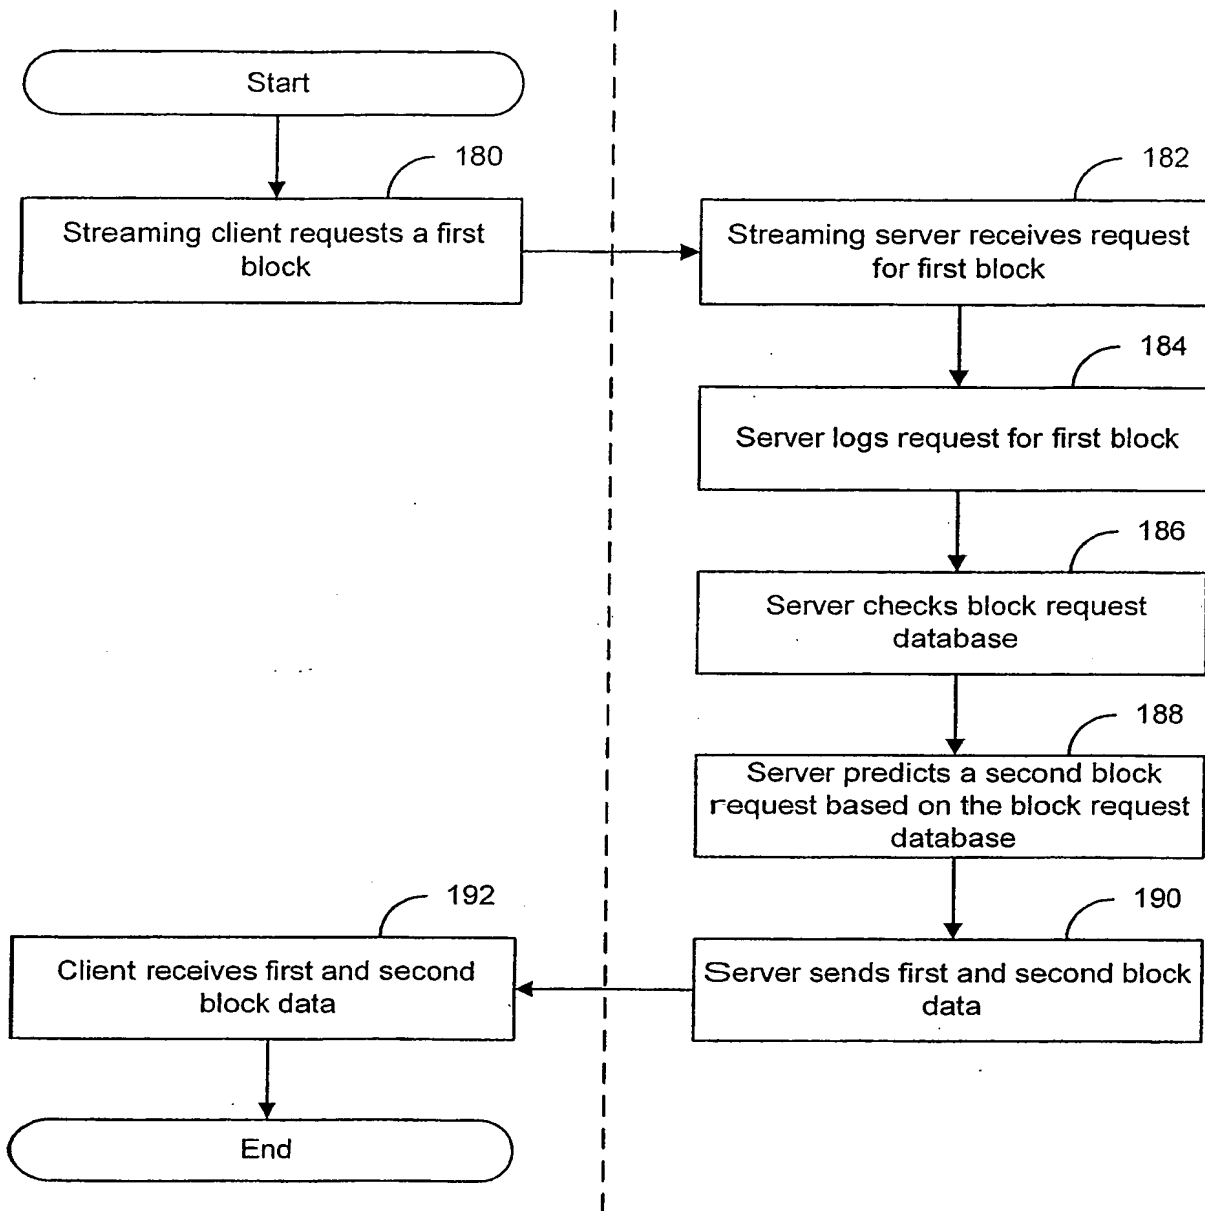 Start
180
Streaming client requests a first
block
182
Streaming server receives request
for first block
184
Server logs request for first block
186
Server checks block request
database
188
Server predicts a second block
request based on the block request
database
190
Server sends first and second block
data
192
Client receives first and second
block data
End